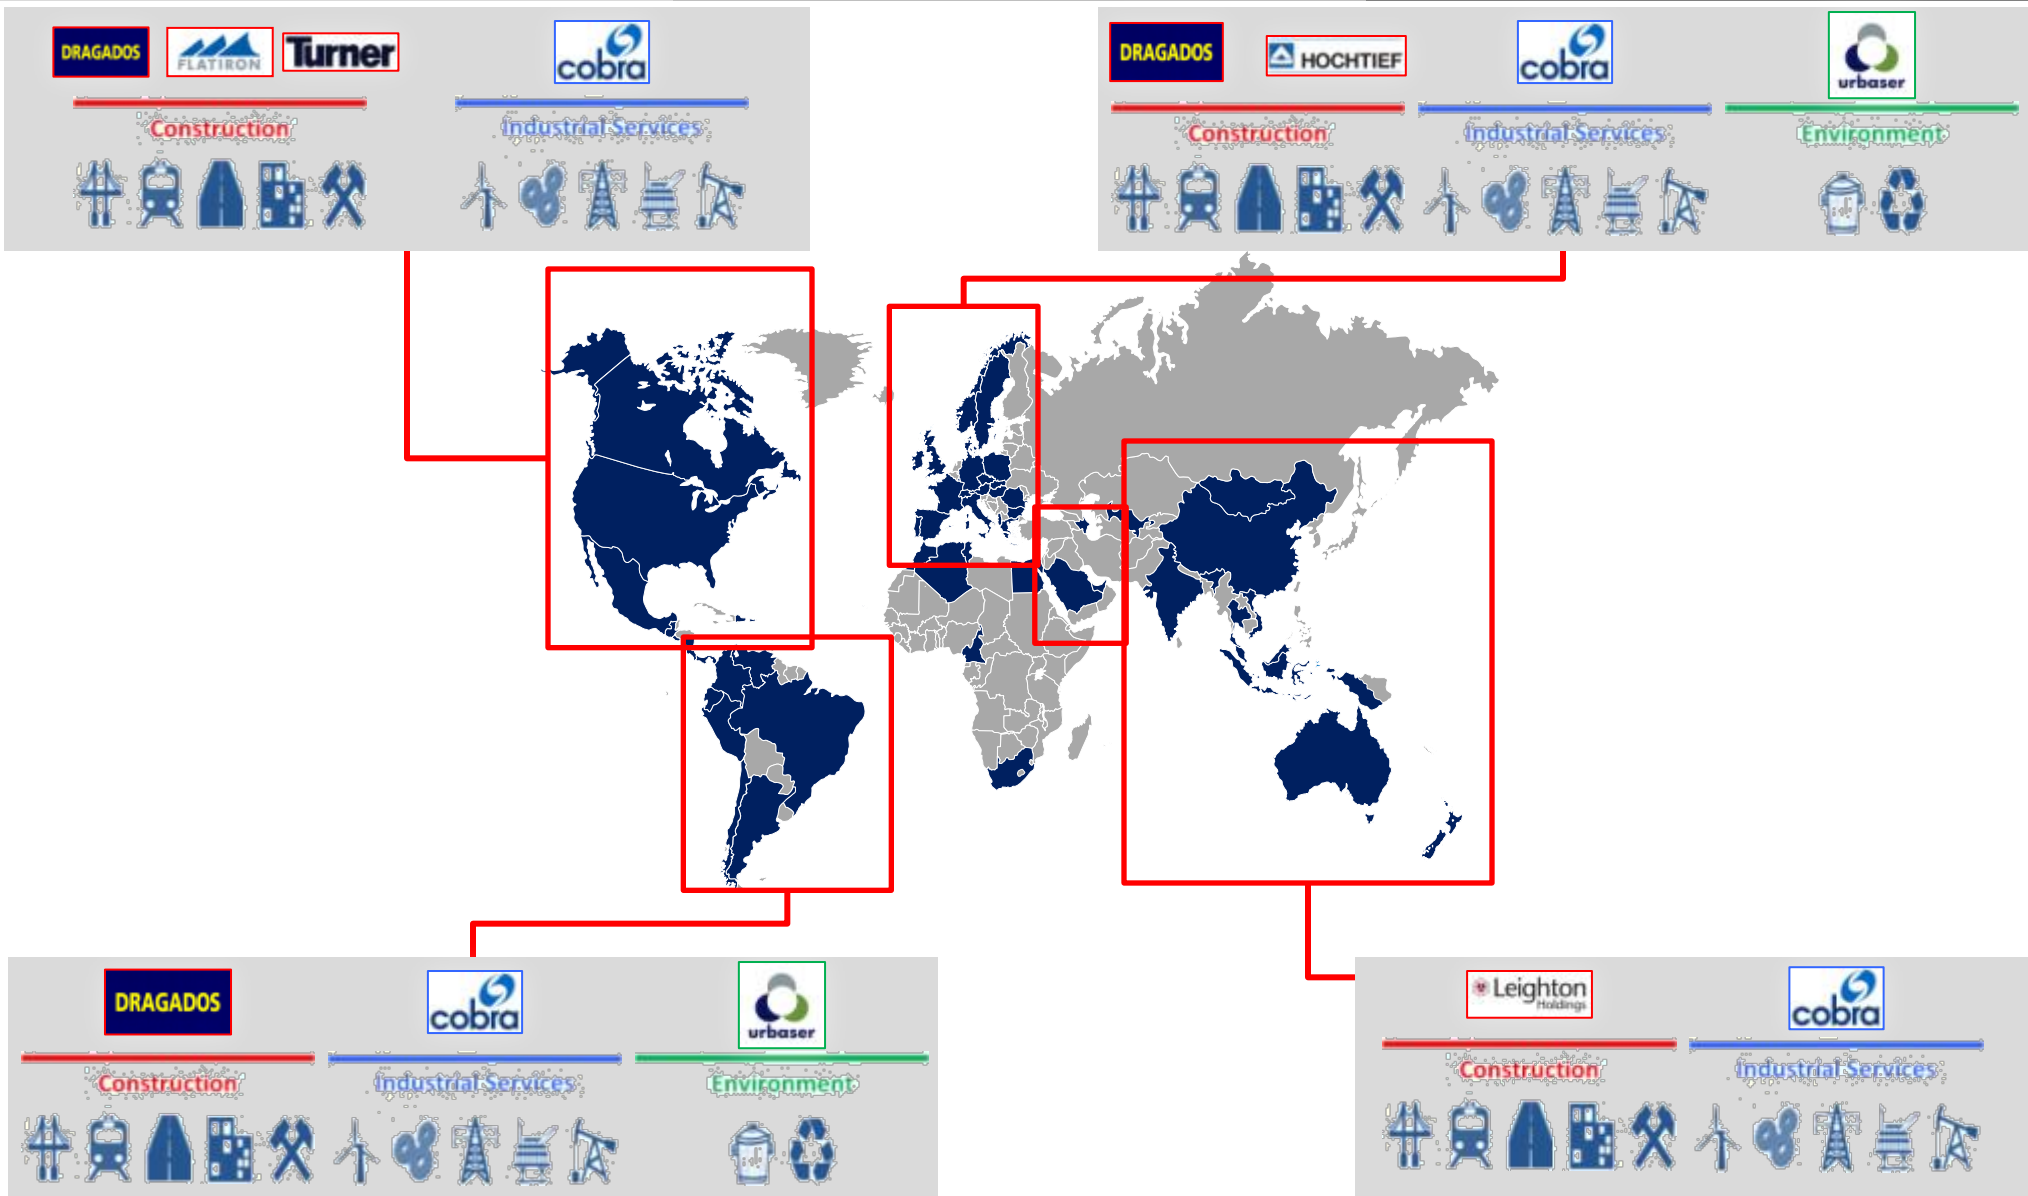 DRAGADOS
FLATIRON
Turner
cobra
Construction
Industrial Services
DRAGADOS
HOCHTIEF
cobra
urbaser
Construction
Industrial Services
Environment
DRAGADOS
cobra
urbaser
Construction
Industrial Services
Environment
Leighton
Holdings
cobra
Construction
Industrial Services